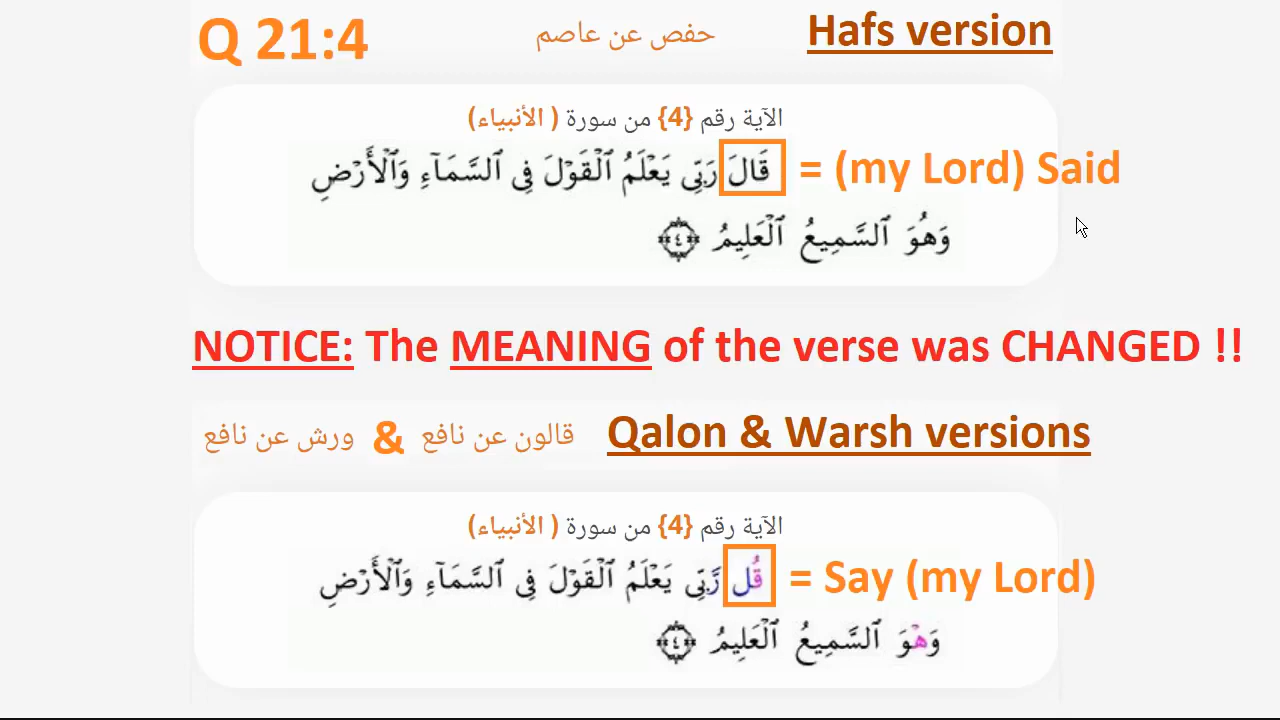 Q 21:4 حفص عن عاصم Hafs version
الآية رقم {4} من سورة ( الأنبياء)
قَالَ رَبِّى يَعْلَمُ ٱلْقَوْلَ فِى ٱلسَّمَآءِ وَٱلْأَرْضِ = (my Lord) Said
وَهُوَ ٱلسَّمِيعُ ٱلْعَلِيمُ ٤
NOTICE: The MEANING of the verse was CHANGED !!
ورش عن نافع & قالون عن نافع Qalon & Warsh versions
الآية رقم {4} من سورة ( الأنبياء)
قُل رَّبِّى يَعْلَمُ ٱلْقَوْلَ فِى ٱلسَّمَآءِ وَٱلْأَرْضِ = Say (my Lord)
وَهْوَ ٱلسَّمِيعُ ٱلْعَلِيمُ ٤